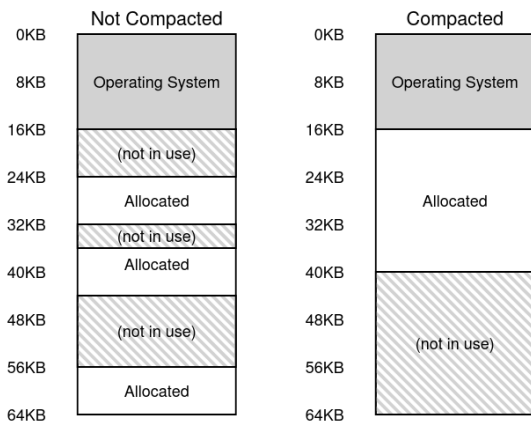 Not Compacted
0KB
8KB
16KB
24KB
32KB
40KB
48KB
56KB
64KB
Operating System
(not in use)
Allocated
(not in use)
Allocated
(not in use)
Allocated
Compacted
0KB
8KB
16KB
24KB
32KB
40KB
48KB
56KB
64KB
Operating System
Allocated
(not in use)